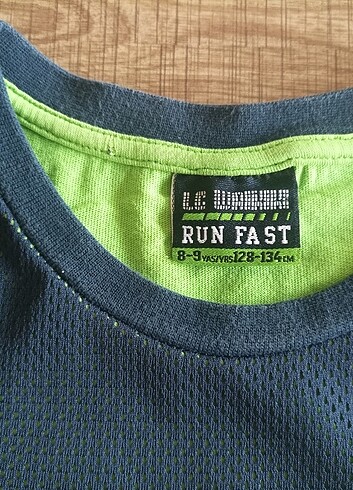 LC WAIKIKI
RUN FAST
8-9 YAŞ/YRS 128-134 CM